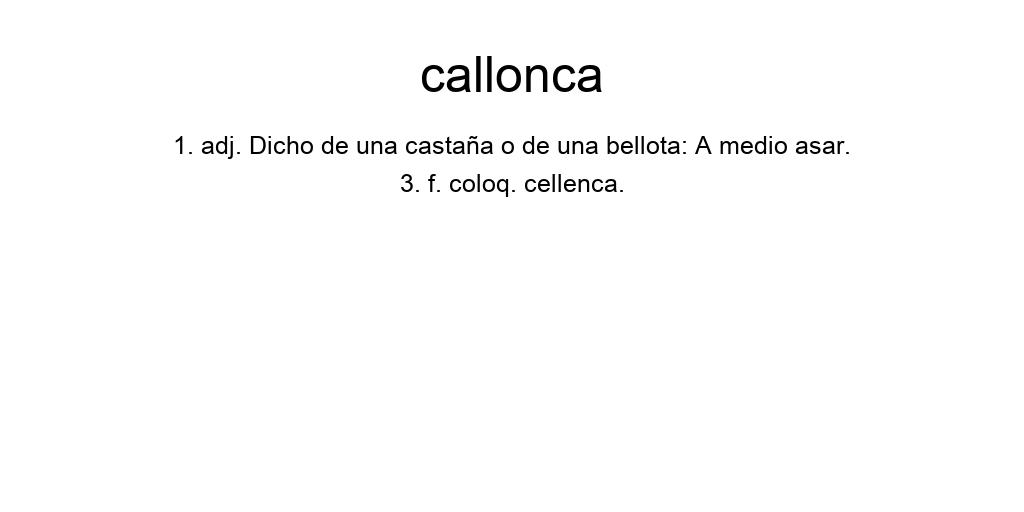 callonca
1. adj. Dicho de una castaña o de una bellota: A medio asar.
3. f. coloq. cellenca.